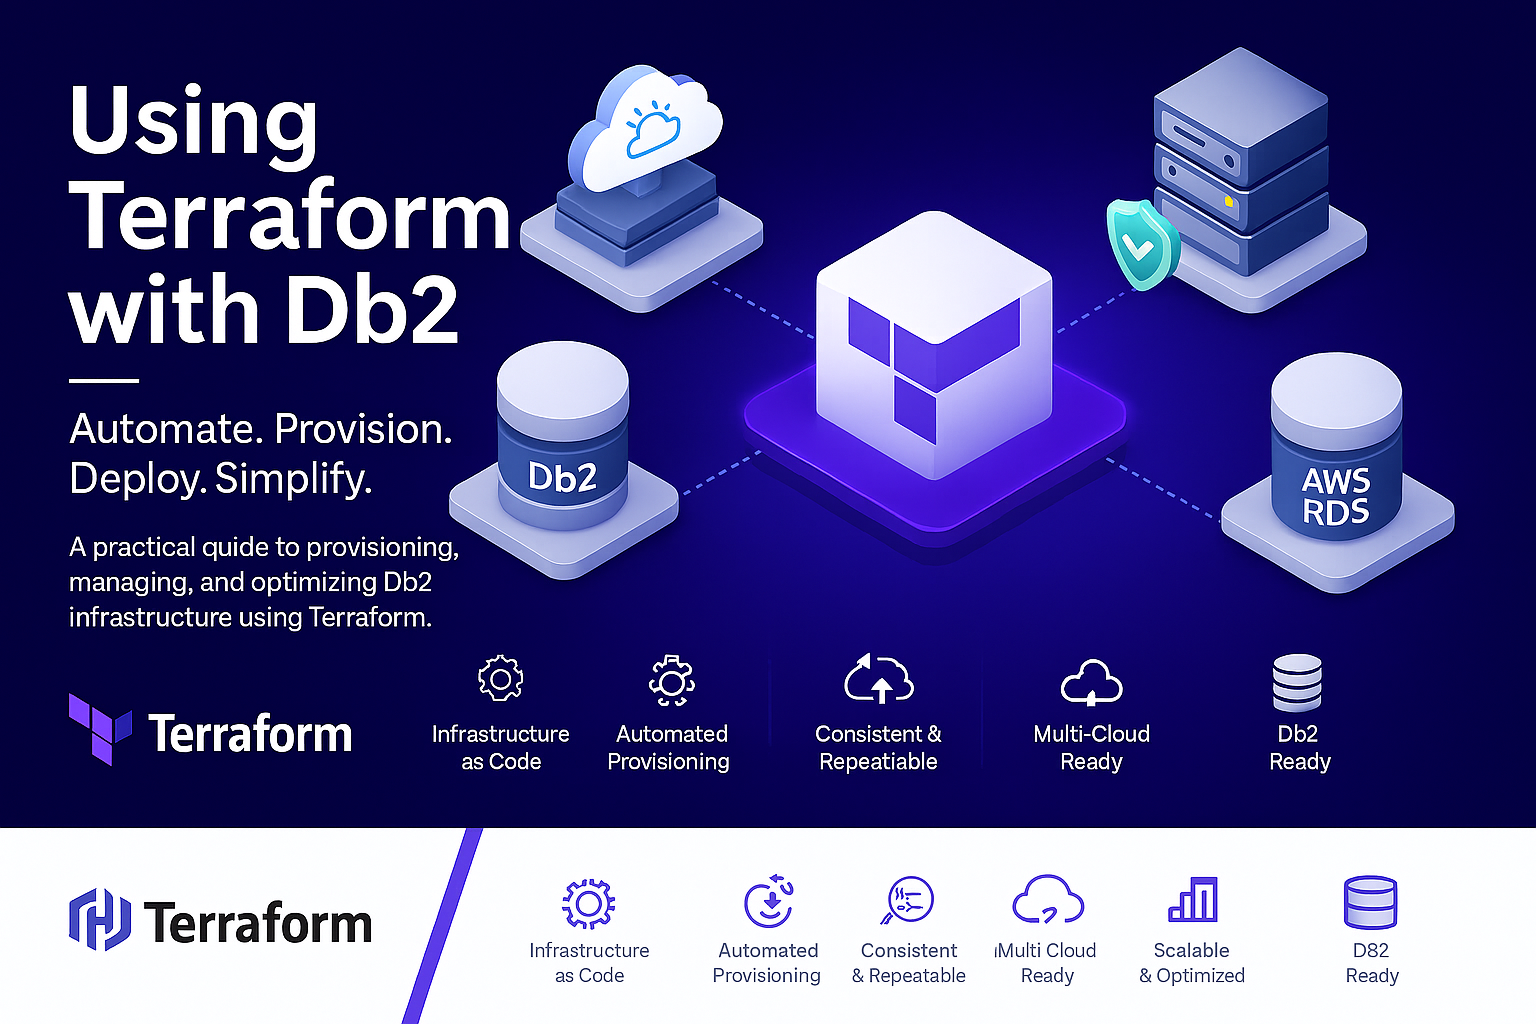 Using
Terraform
with Db2
Automate. Provision.
Deploy. Simplify.
A practical quide to provisioning,
managing, and optimizing Db2
infrastructure using Terraform.
Db2
AWS
RDS
Terraform
Infrastructure
as Code
Automated
Provisioning
Consistent &
Repeatiable
Multi-Cloud
Ready
Db2
Ready
Terraform
Infrastructure
as Code
Automated
Provisioning
Consistent
& Repeatable
Multi Cloud
Ready
Scalable
& Optimized
D82
Ready